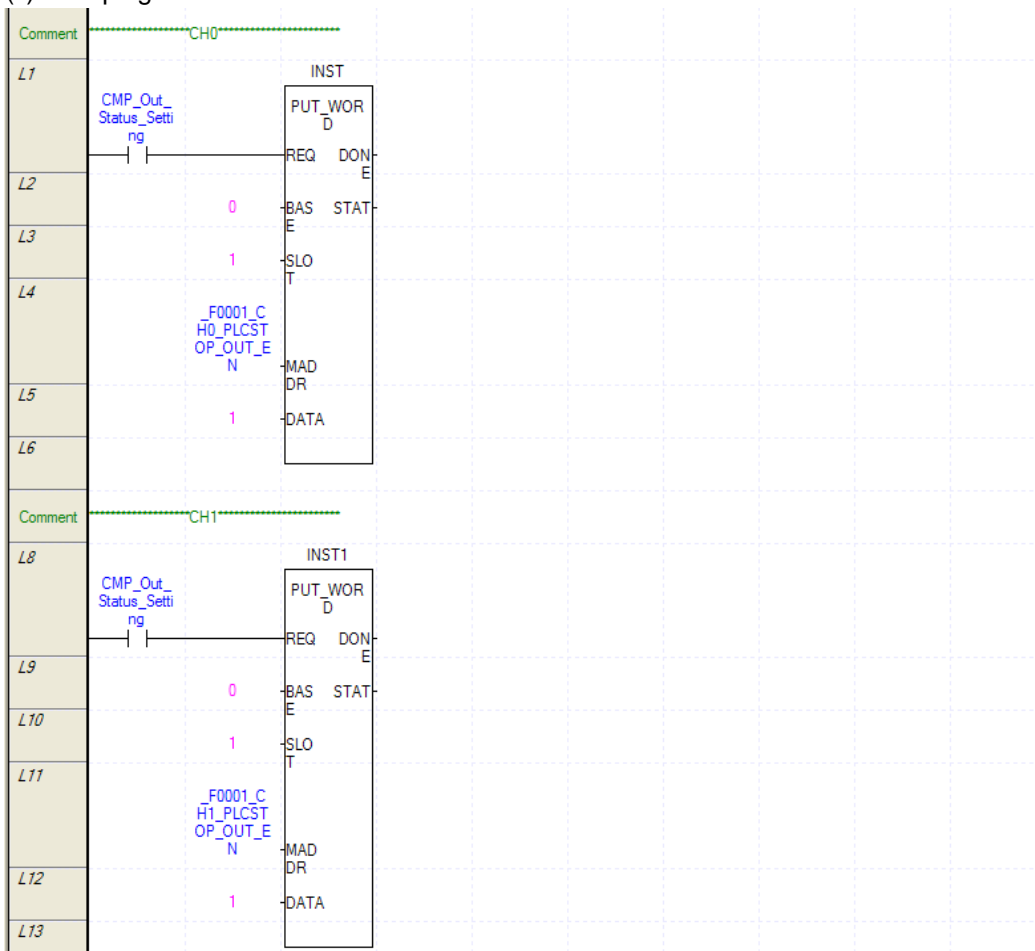 Comment ********************CH0************************
L1
INST
CMP_Out_
Status_Setti
ng
PUT_WOR
D
REQ DON
E
L2
0 BAS STAT
E
L3
1 SLO
T
L4
_F0001_C
H0_PLCST
OP_OUT_E
N MAD
DR
L5
1 DATA
L6
Comment ********************CH1************************
L8
INST1
CMP_Out_
Status_Setti
ng
PUT_WOR
D
REQ DON
E
L9
0 BAS STAT
E
L10
1 SLO
T
L11
_F0001_C
H1_PLCST
OP_OUT_E
N MAD
DR
L12
1 DATA
L13